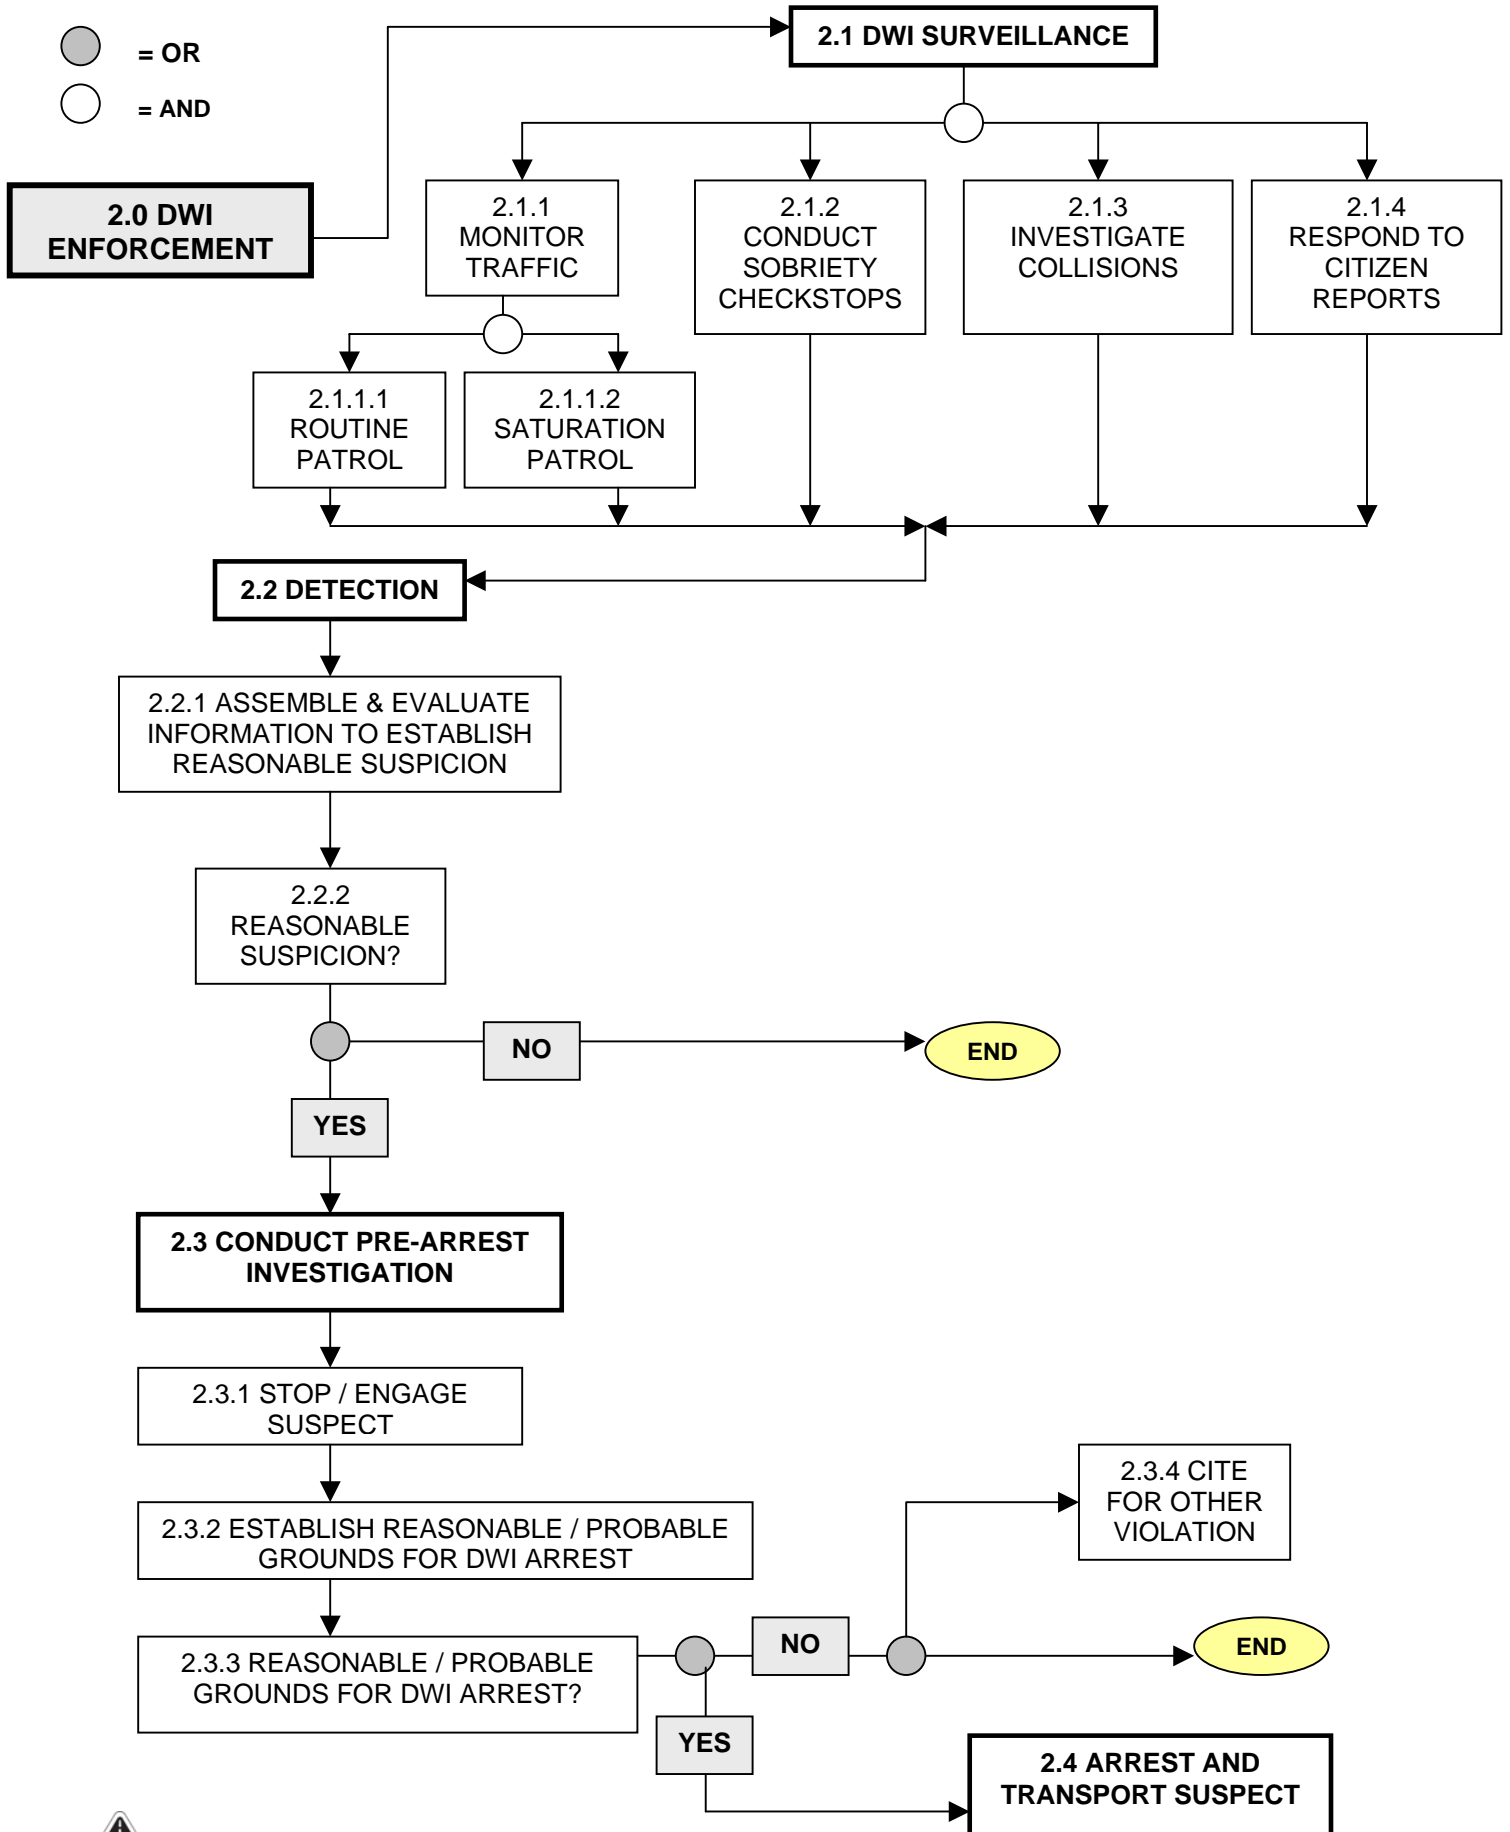 = OR
= AND
2.1 DWI SURVEILLANCE
2.0 DWI
ENFORCEMENT
2.1.1
MONITOR
TRAFFIC
2.1.2
CONDUCT
SOBRIETY
CHECKSTOPS
2.1.3
INVESTIGATE
COLLISIONS
2.1.4
RESPOND TO
CITIZEN
REPORTS
2.1.1.1
ROUTINE
PATROL
2.1.1.2
SATURATION
PATROL
2.2 DETECTION
2.2.1 ASSEMBLE & EVALUATE
INFORMATION TO ESTABLISH
REASONABLE SUSPICION
2.2.2
REASONABLE
SUSPICION?
NO
END
YES
2.3 CONDUCT PRE-ARREST
INVESTIGATION
2.3.1 STOP / ENGAGE
SUSPECT
2.3.2 ESTABLISH REASONABLE / PROBABLE
GROUNDS FOR DWI ARREST
2.3.4 CITE
FOR OTHER
VIOLATION
2.3.3 REASONABLE / PROBABLE
GROUNDS FOR DWI ARREST?
NO
END
YES
2.4 ARREST AND
TRANSPORT SUSPECT